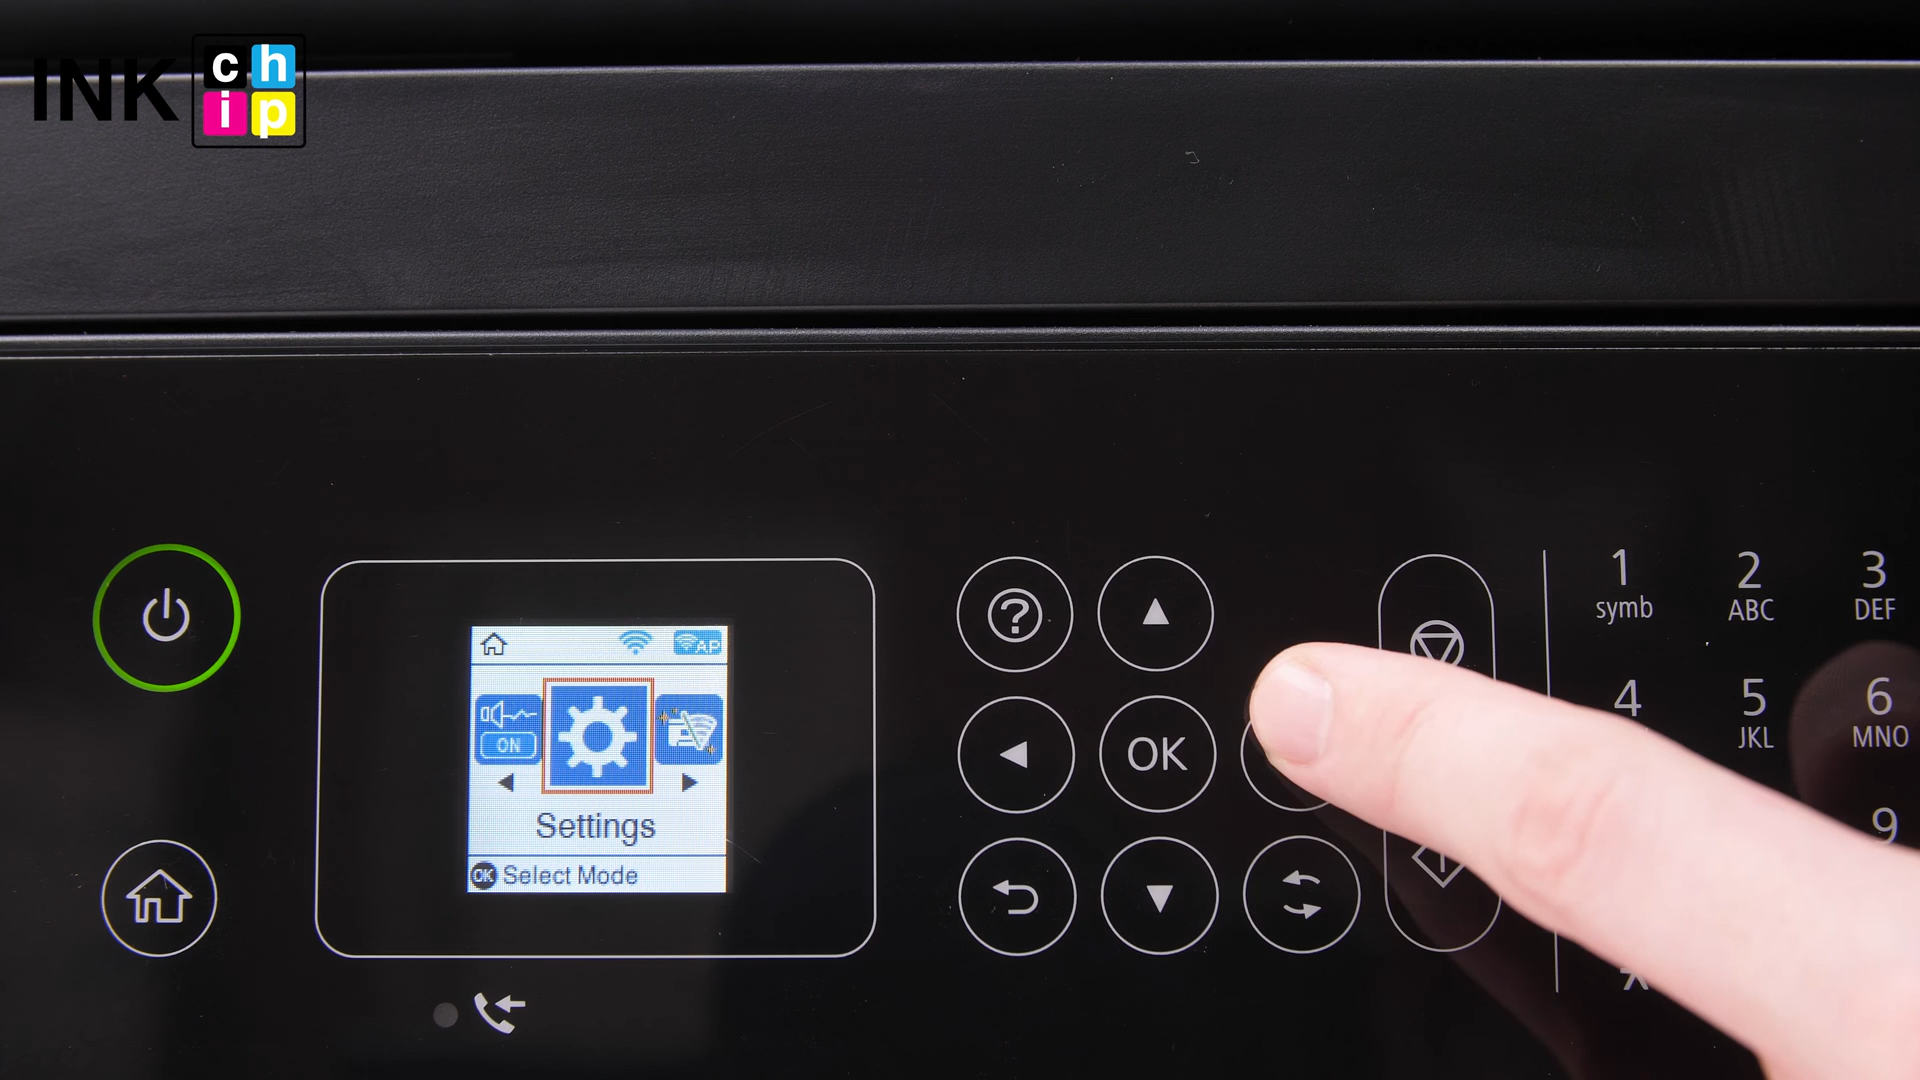 INK chip
1 symb
2 ABC
3 DEF
AP
4
5 JKL
6 MNO
ON
OK
Settings
9
OK Select Mode